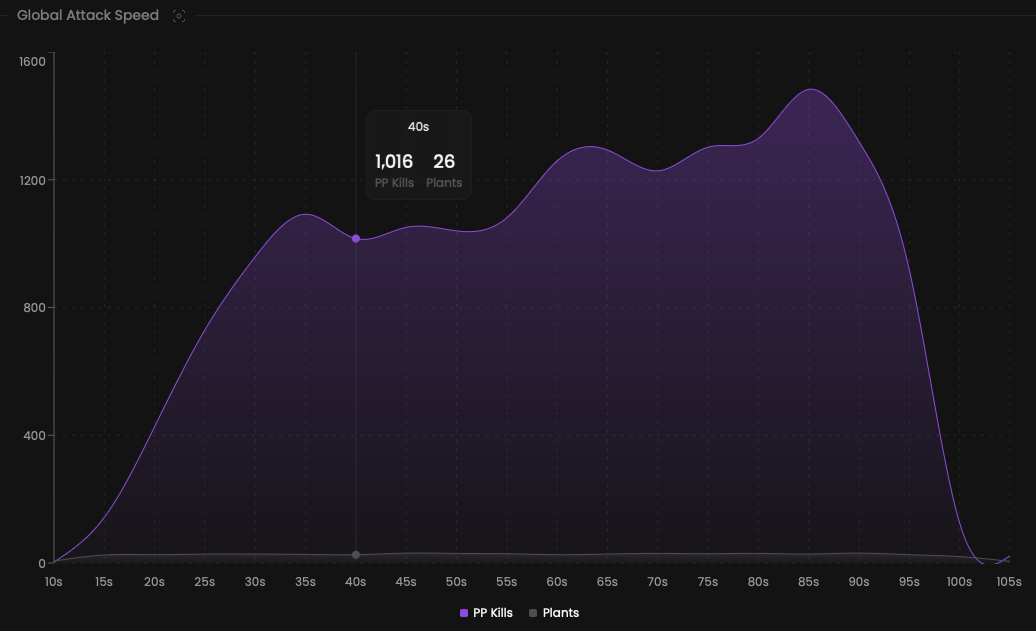 Global Attack Speed
1600
1200
800
400
0
40s
1,016 26
PP Kills Plants
10s 15s 20s 25s 30s 35s 40s 45s 50s 55s 60s 65s 70s 75s 80s 85s 90s 95s 100s 105s
PP Kills Plants